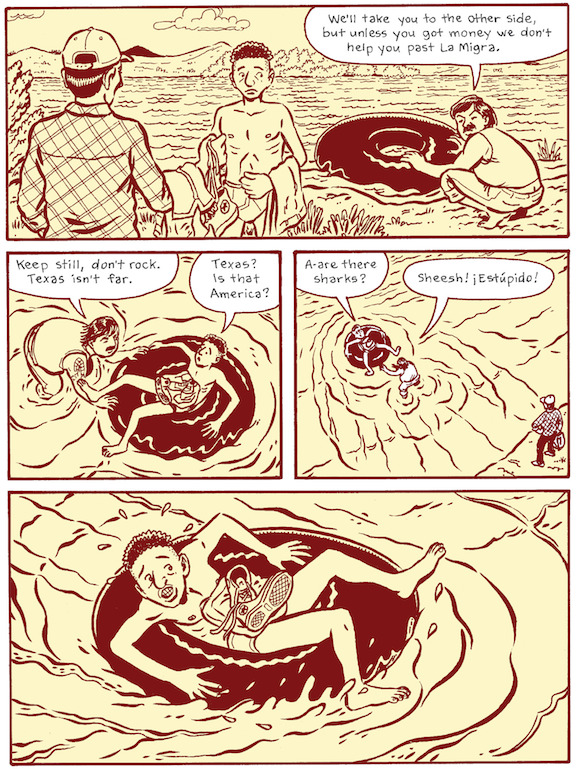 We'll take you to the other side,
but unless you got money we don't
help you past La Migra.
Keep still, don't rock.
Texas isn't far.
Texas?
Is that
America?
A-are there
sharks?
Sheesh! ¡Estúpido!